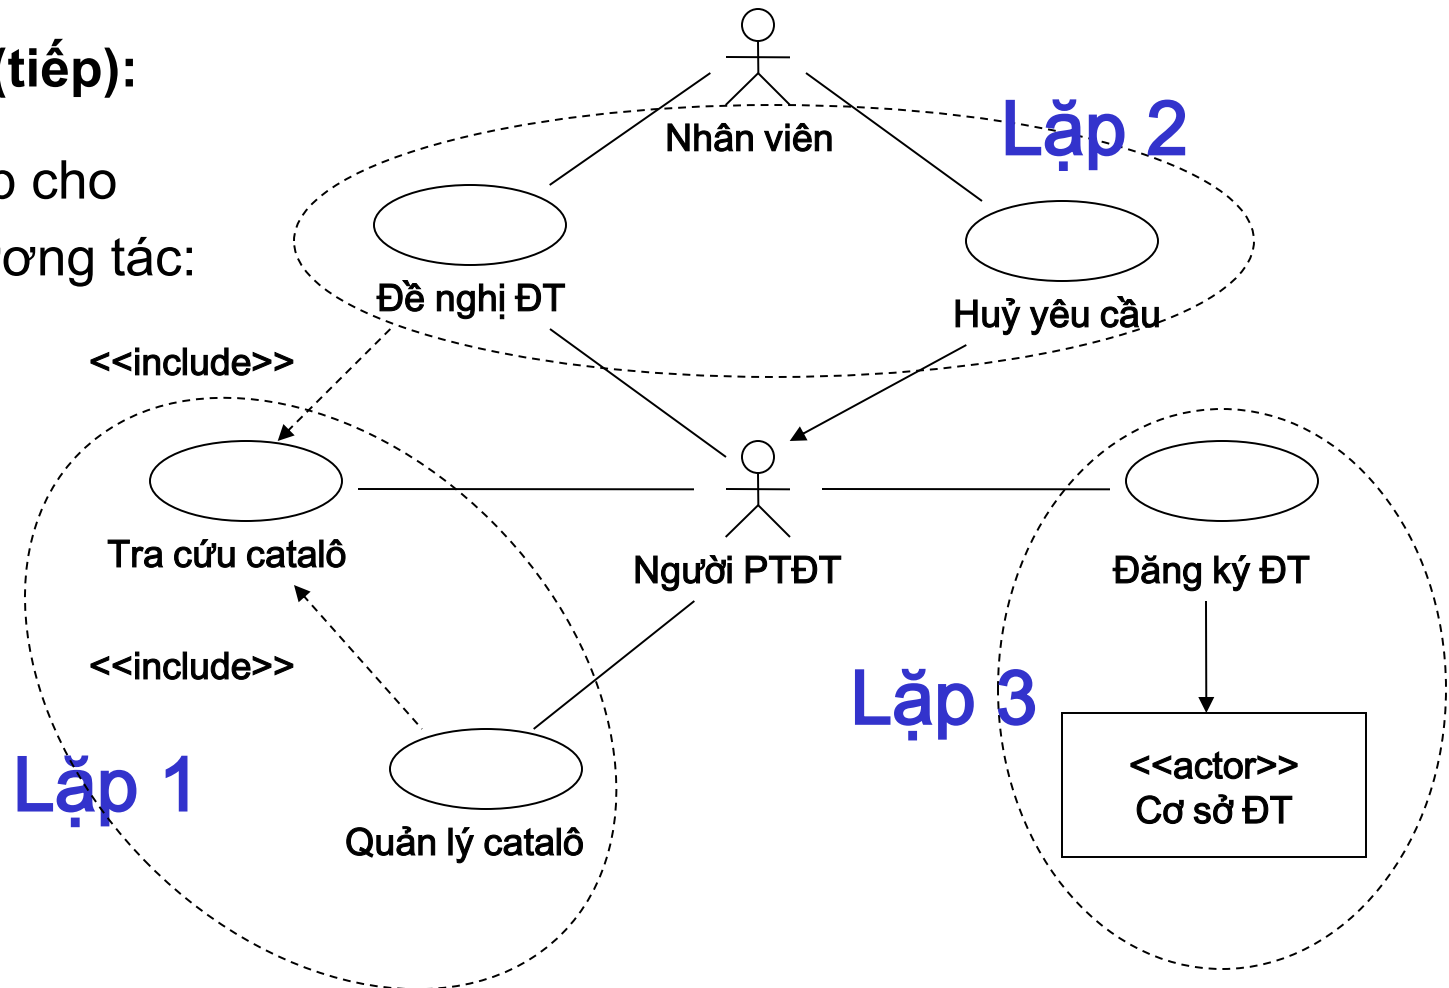 (tiếp):
cho
tác:
Nhân viên
Lặp 2
Đề nghị ĐT
Huỷ yêu cầu
<<include>>
Tra cứu catalô
Người PTĐT
Đăng ký ĐT
<<include>>
Lặp 3
Lặp 1
<<actor>>
Cơ sở ĐT
Quản lý catalô